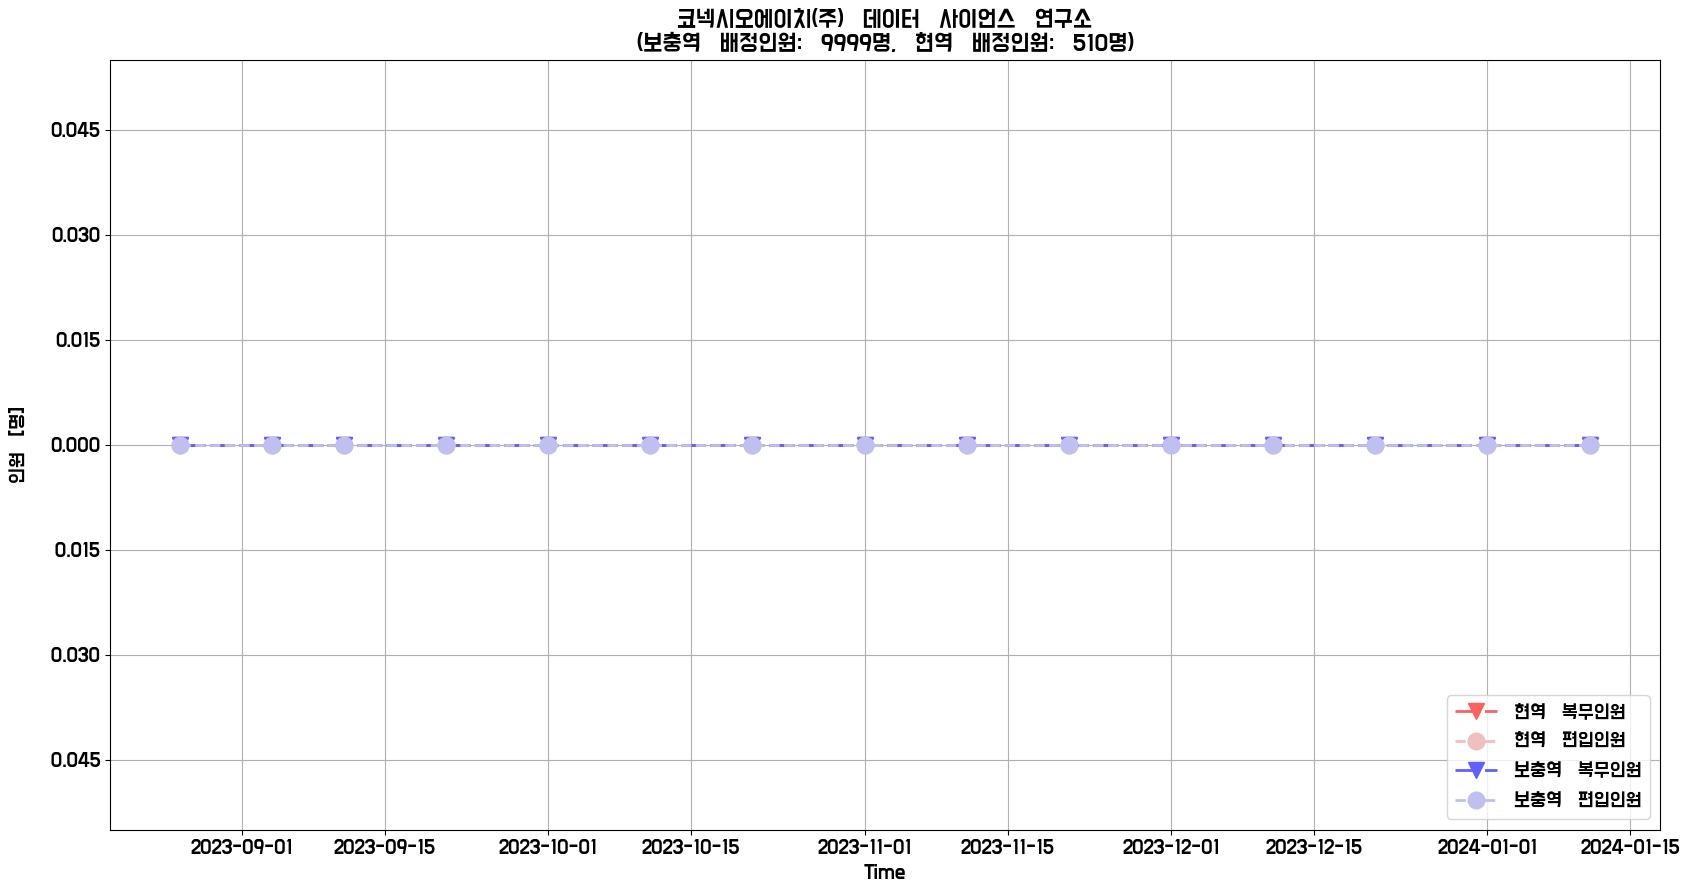 코넥시오에이치(주) 데이터 사이언스 연구소
(보충역 배정인원: 9999명, 현역 배정인원: 510명)
인원 [명]
0.045
0.030
0.015
0.000
0.015
0.030
0.045
현역 복무인원
현역 편입인원
보충역 복무인원
보충역 편입인원
2023-09-01 2023-09-15 2023-10-01 2023-10-15 2023-11-01 2023-11-15 2023-12-01 2023-12-15 2024-01-01 2024-01-15
Time